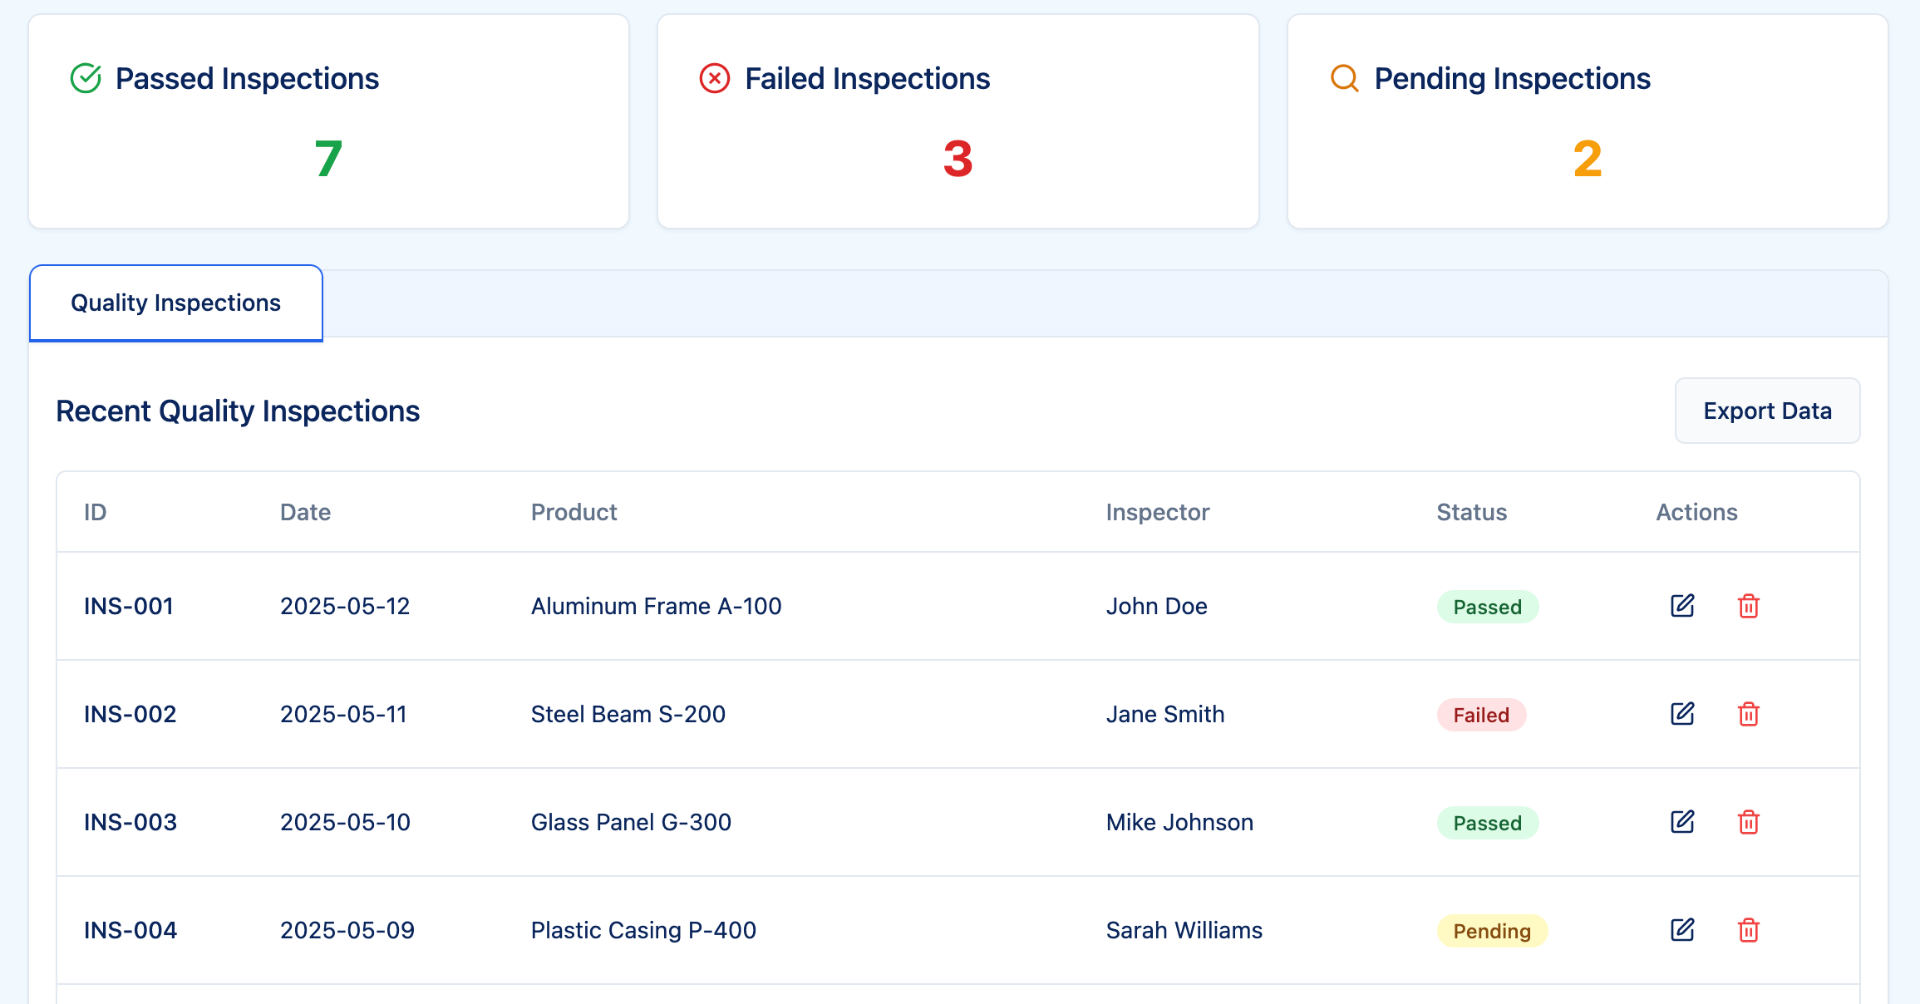 Passed Inspections
7
Failed Inspections
3
Pending Inspections
2
Quality Inspections
Recent Quality Inspections
Export Data
ID Date Product Inspector Status Actions
INS-001 2025-05-12 Aluminum Frame A-100 John Doe Passed
INS-002 2025-05-11 Steel Beam S-200 Jane Smith Failed
INS-003 2025-05-10 Glass Panel G-300 Mike Johnson Passed
INS-004 2025-05-09 Plastic Casing P-400 Sarah Williams Pending